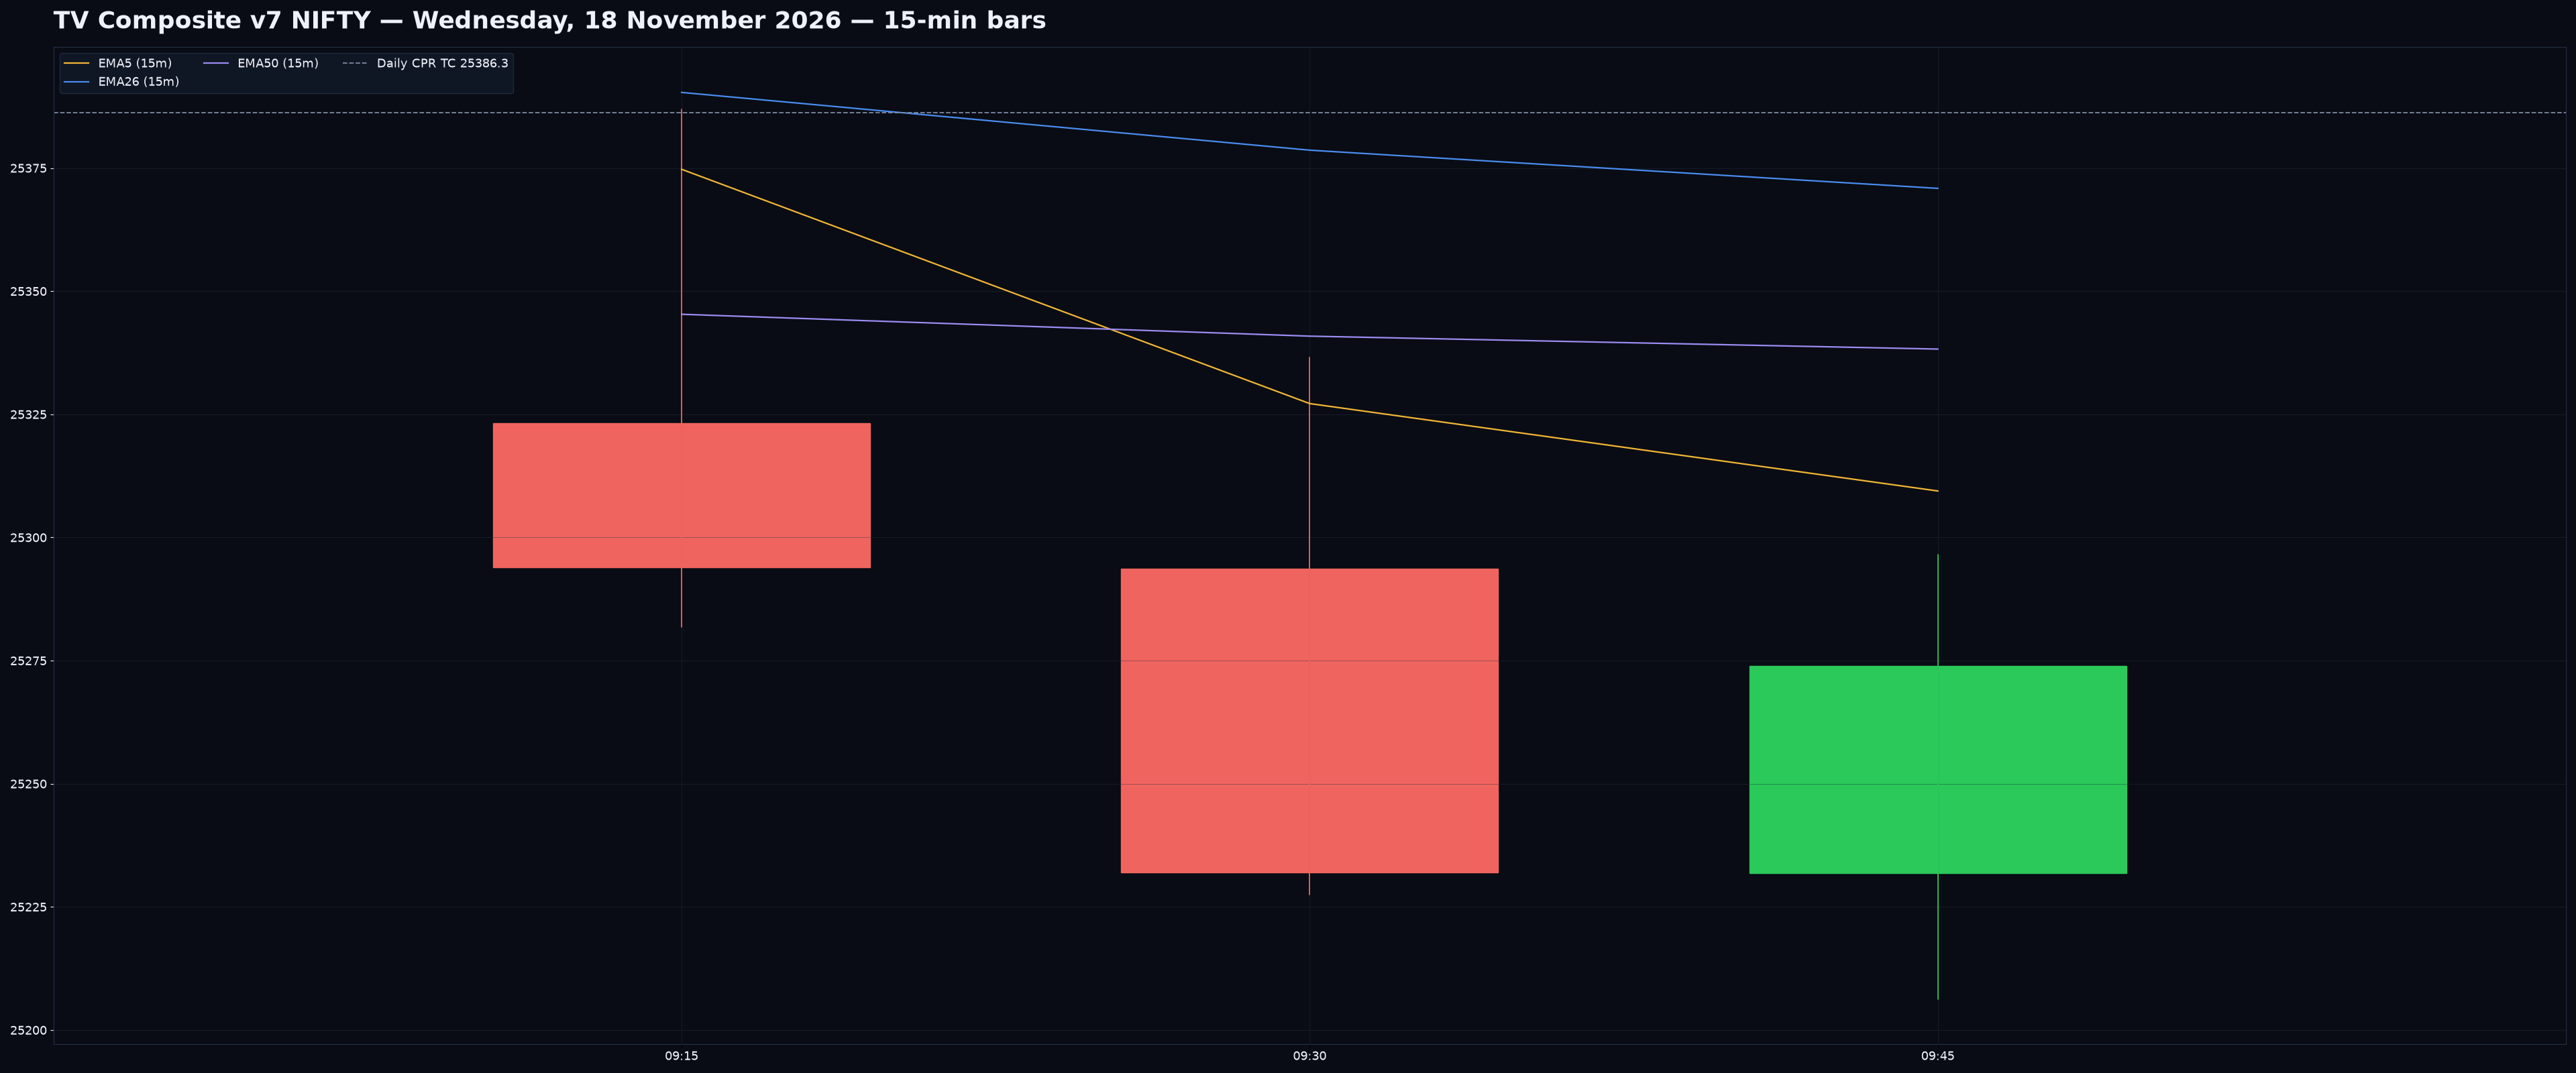 TV Composite v7 NIFTY — Wednesday, 18 November 2026 — 15-min bars
EMA5 (15m) EMA50 (15m) Daily CPR TC 25386.3
EMA26 (15m)
25375
25350
25325
25300
25275
25250
25225
25200
09:15 09:30 09:45